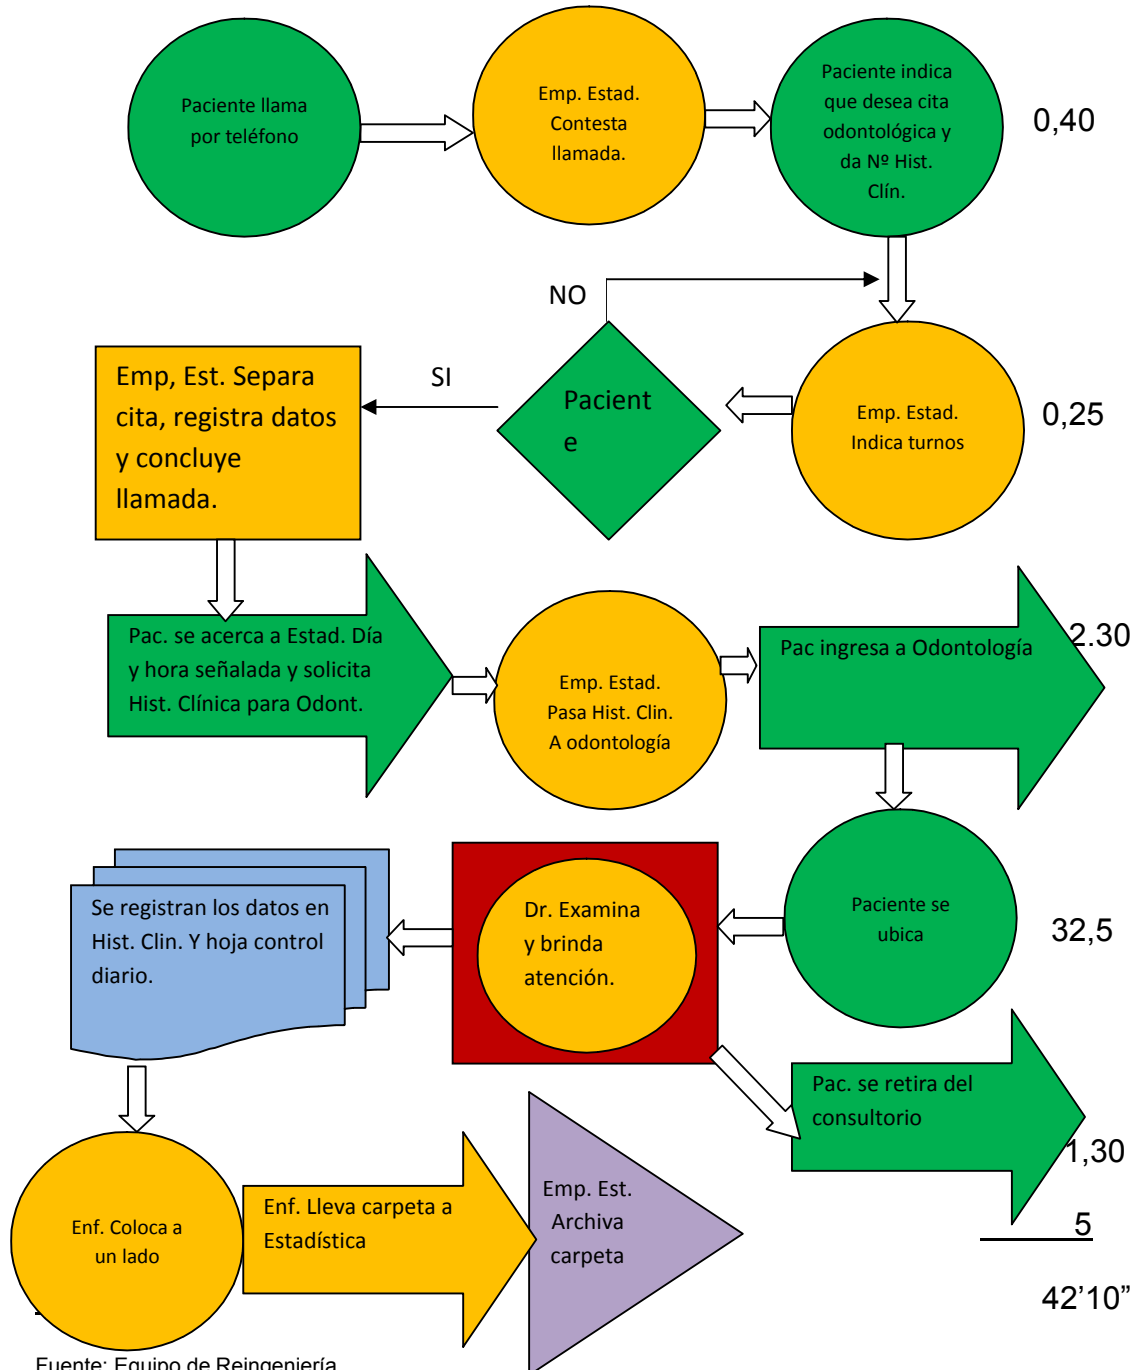 Paciente llama
por teléfono
Emp. Estad.
Contesta
llamada.
Paciente indica
que desea cita
odontológica y
da Nº Hist.
Clín.
0,40
NO
SI
Emp, Est. Separa
cita, registra datos
y concluye
llamada.
Pacient
e
Emp. Estad.
Indica turnos
0,25
Pac. se acerca a Estad. Día
y hora señalada y solicita
Hist. Clínica para Odont.
Emp. Estad.
Pasa Hist. Clin.
A odontología
Pac ingresa a Odontología
2.30
Se registran los datos en
Hist. Clin. Y hoja control
diario.
Dr. Examina
y brinda
atención.
Paciente se
ubica
32,5
Pac. se retira del
consultorio
1,30
Enf. Coloca a
un lado
Enf. Lleva carpeta a
Estadística
Emp. Est.
Archiva
carpeta
5
42’10”
Fuente: Equipo de Reingeniería